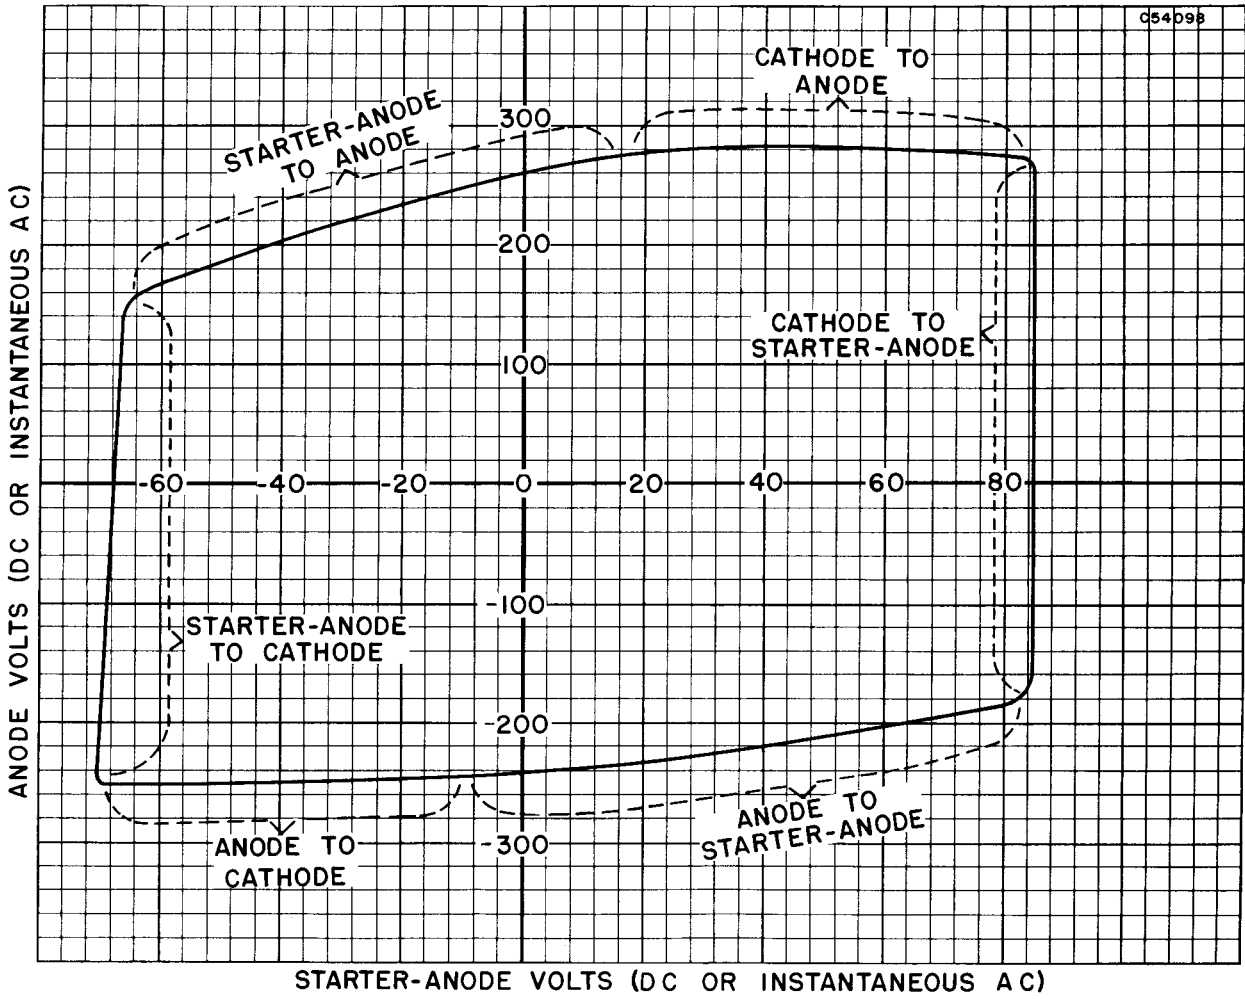 C54098
CATHODE TO
ANODE
STARTER-ANODE
TO ANODE
300
200
CATHODE TO
STARTER-ANODE
100
-60 -40 -20 0 20 40 60 80
-100
STARTER-ANODE
TO CATHODE
-200
ANODE TO
STARTER-ANODE
-300
ANODE TO
CATHODE
ANODE VOLTS (DC OR INSTANTANEOUS AC)
STARTER-ANODE VOLTS (DC OR INSTANTANEOUS AC)